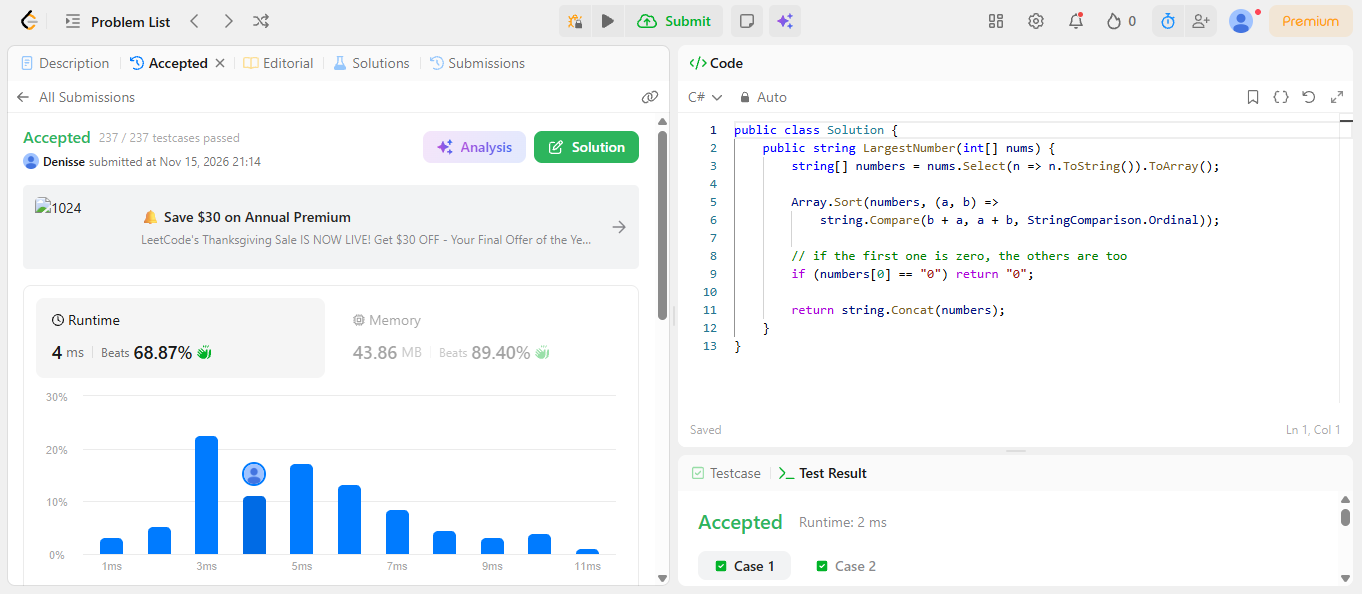 Problem List
Submit
0
Premium
Description
Accepted
Editorial
Solutions
Submissions
All Submissions
Accepted 237 / 237 testcases passed
Denisse submitted at Nov 15, 2026 21:14
Analysis
Solution
1024
Save $30 on Annual Premium
LeetCode's Thanksgiving Sale IS NOW LIVE! Get $30 OFF - Your Final Offer of the Ye...
Runtime
4 ms Beats 68.87%
Memory
43.86 MB Beats 89.40%
30%
20%
10%
0%
1ms 3ms 5ms 7ms 9ms 11ms
</> Code
C# Auto
1 public class Solution {
2 public string LargestNumber(int[] nums) {
3 string[] numbers = nums.Select(n => n.ToString()).ToArray();
4
5 Array.Sort(numbers, (a, b) =>
6 string.Compare(b + a, a + b, StringComparison.Ordinal));
7
8 // if the first one is zero, the others are too
9 if (numbers[0] == "0") return "0";
10
11 return string.Concat(numbers);
12 }
13 }
Saved
Ln 1, Col 1
Testcase
Test Result
Accepted Runtime: 2 ms
Case 1
Case 2